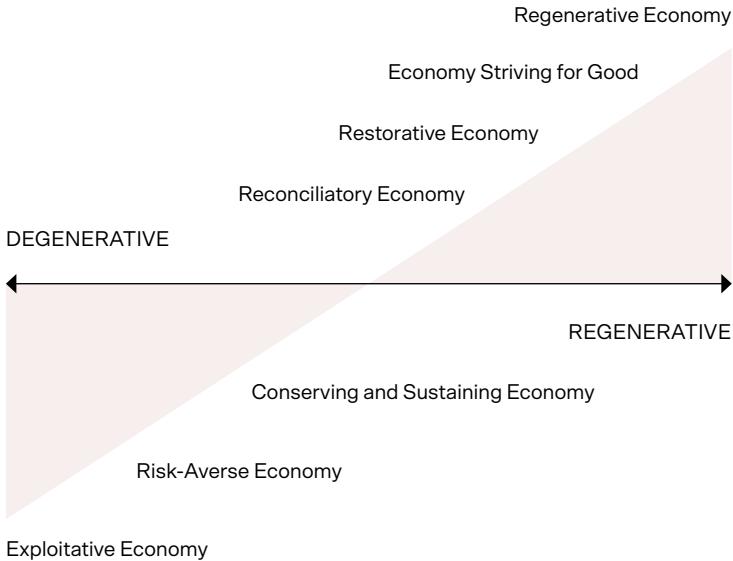 Regenerative Economy
Economy Striving for Good
Restorative Economy
Reconciliatory Economy
DEGENERATIVE
REGENERATIVE
Conserving and Sustaining Economy
Risk-Averse Economy
Exploitative Economy